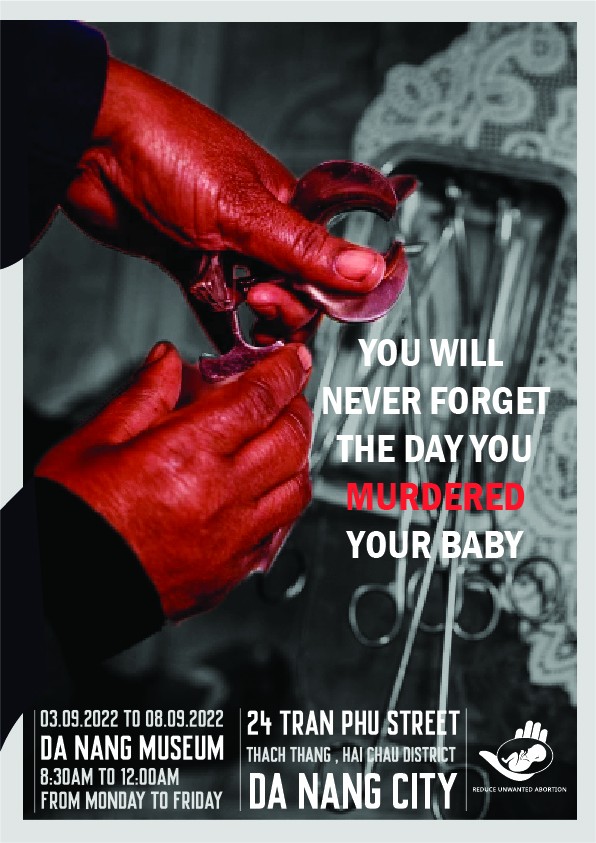 YOU WILL
NEVER FORGET
THE DAY YOU
MURDERED
YOUR BABY
03.09.2022 TO 08.09.2022
DA NANG MUSEUM
8:30AM TO 12:00AM
FROM MONDAY TO FRIDAY
24 TRAN PHU STREET
THACH THANG , HAI CHAU DISTRICT
DA NANG CITY
REDUCE UNWANTED ABORTION